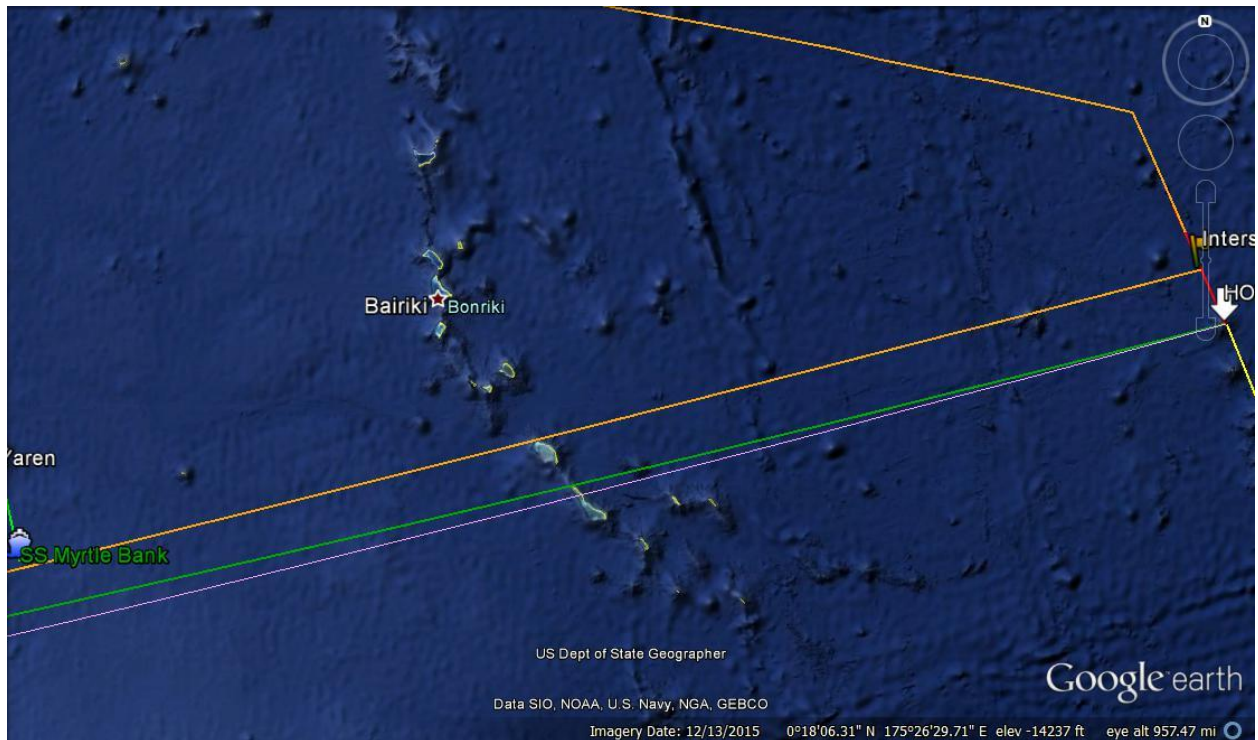 N
Inters
HO
Bairiki
Bonriki
Yaren
SS Myrtle Bank
US Dept of State Geographer
Google earth
Data SIO, NOAA, U.S. Navy, NGA, GEBCO
Imagery Date: 12/13/2015 0°18'06.31" N 175°26'29.71" E elev -14237 ft eye alt 957.47 mi